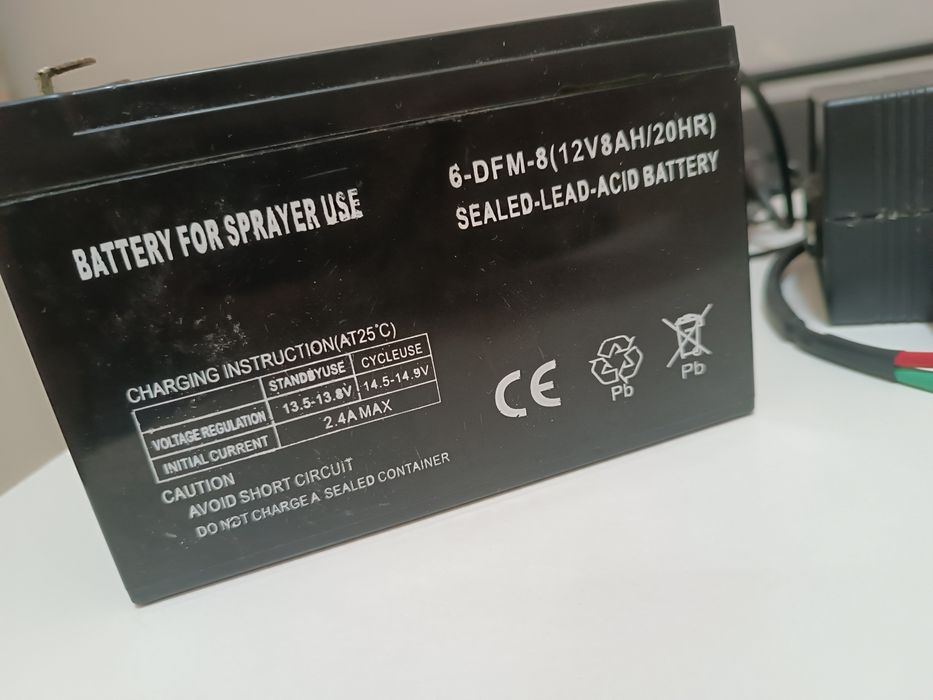 6-DFM-8(12V8AH/20HR)
SEALED-LEAD-ACID BATTERY
BATTERY FOR SPRAYER USE
CHARGING INSTRUCTION(AT25°C)
STANDBYUSE CYCLEUSE
VOLTAGE REGULATION 13.5-13.8V 14.5-14.9V
INITIAL CURRENT 2.4A MAX
CAUTION
AVOID SHORT CIRCUIT
DO NOT CHARGE A SEALED CONTAINER
CE
Pb
Pb